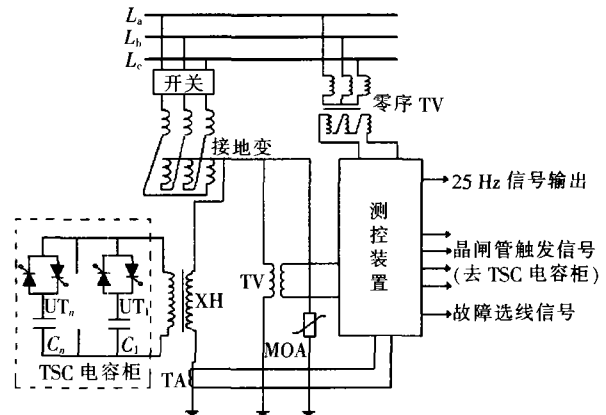 La
Lb
Lc
开关
零序 TV
接地变
测控装置
25 Hz 信号输出
晶闸管触发信号
(去 TSC 电容柜)
故障选线信号
TV
XH
MOA
UTn
UT1
Cn
C1
TSC 电容柜
TA